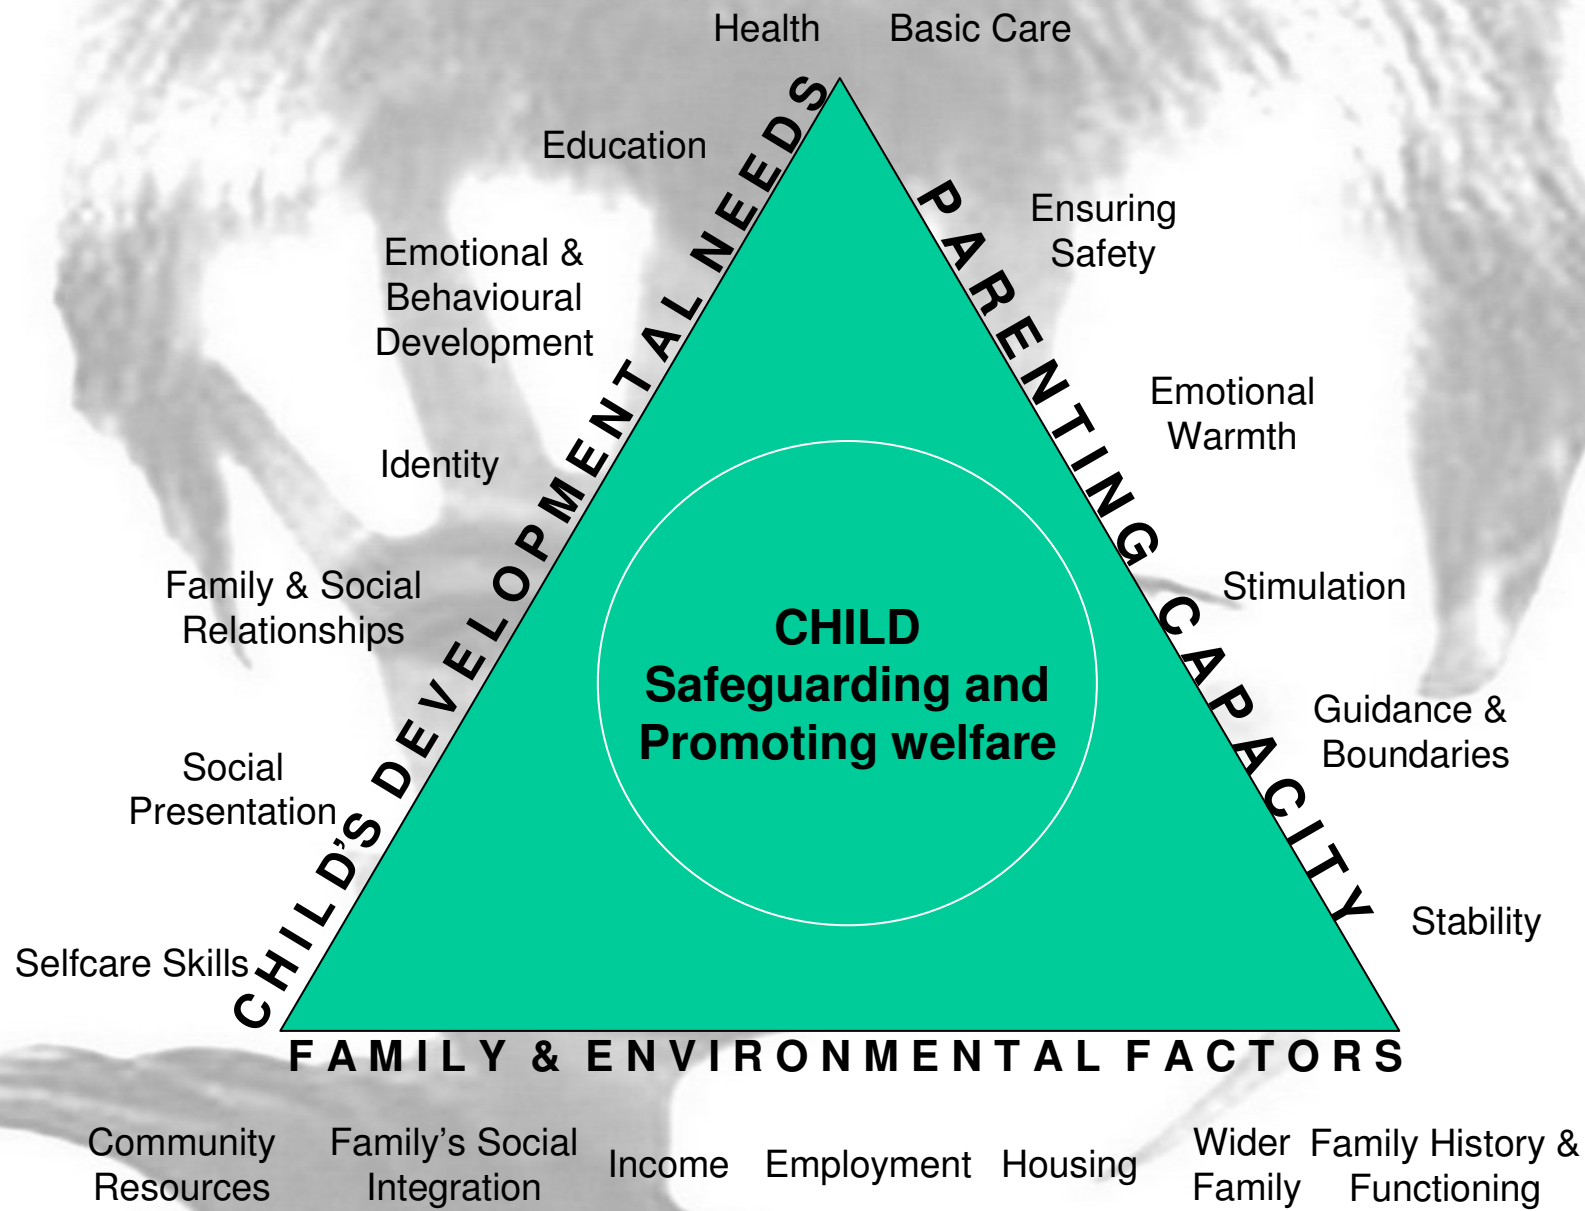 Health
Basic Care
Education
Ensuring
Safety
Emotional &
Behavioural
Development
Emotional
Warmth
Identity
Family & Social
Relationships
Stimulation
Guidance &
Boundaries
Social
Presentation
Stability
Selfcare Skills
CHILD'S DEVELOPMENTAL NEEDS
PARENTING CAPACITY
CHILD
Safeguarding and
Promoting welfare
FAMILY & ENVIRONMENTAL FACTORS
Community
Resources
Family's Social
Integration
Income
Employment
Housing
Wider
Family
Family History &
Functioning